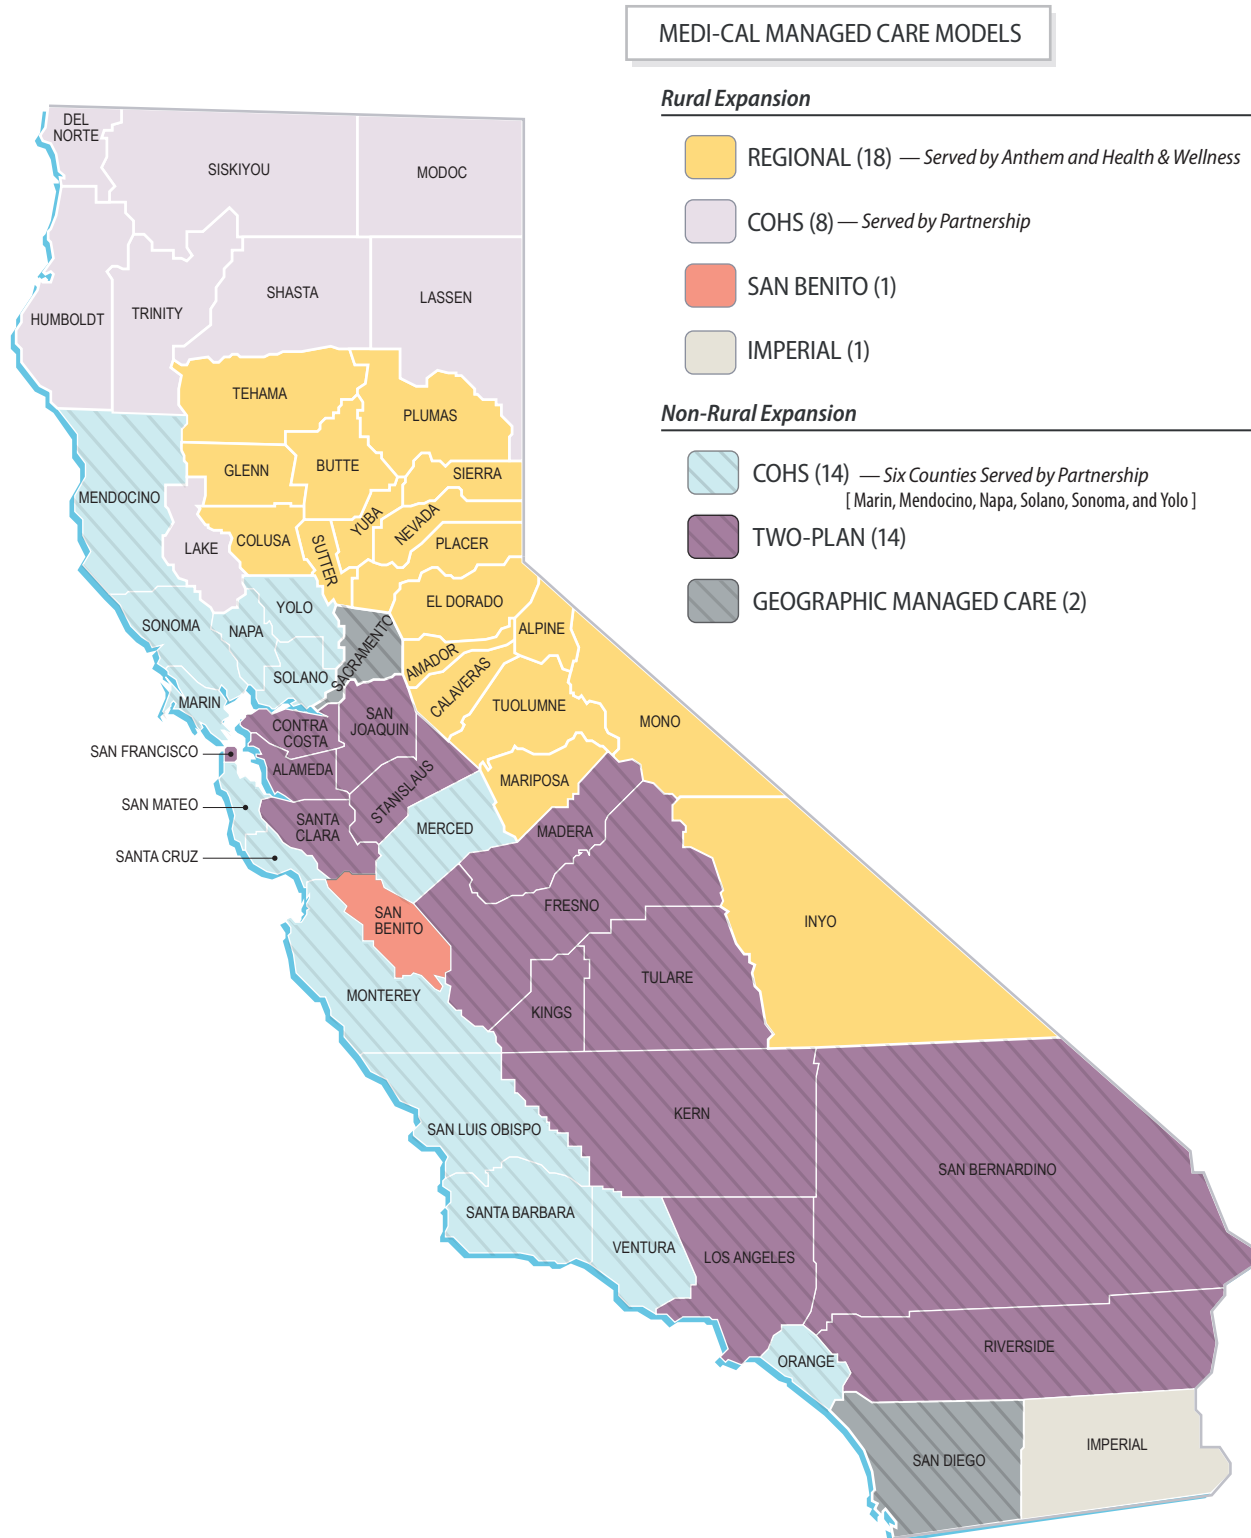 MEDI-CAL MANAGED CARE MODELS
Rural Expansion
REGIONAL (18) — Served by Anthem and Health & Wellness
COHS (8) — Served by Partnership
SAN BENITO (1)
IMPERIAL (1)
Non-Rural Expansion
COHS (14) — Six Counties Served by Partnership
[ Marin, Mendocino, Napa, Solano, Sonoma, and Yolo ]
TWO-PLAN (14)
GEOGRAPHIC MANAGED CARE (2)
DEL
NORTE
SISKIYOU
MODOC
HUMBOLDT
TRINITY
SHASTA
LASSEN
TEHAMA
PLUMAS
MENDOCINO
GLENN
BUTTE
SIERRA
LAKE
COLUSA
SUTTER
YUBA
NEVADA
PLACER
SONOMA
NAPA
YOLO
EL DORADO
SOLANO
SACRAMENTO
AMADOR
ALPINE
MARIN
CALAVERAS
TUOLUMNE
MONO
CONTRA
COSTA
SAN
JOAQUIN
SAN FRANCISCO
ALAMEDA
STANISLAUS
MARIPOSA
SAN MATEO
SANTA
CLARA
MERCED
MADERA
SANTA CRUZ
SAN
BENITO
FRESNO
INYO
MONTEREY
KINGS
TULARE
SAN LUIS OBISPO
KERN
SAN BERNARDINO
SANTA BARBARA
VENTURA
LOS ANGELES
ORANGE
RIVERSIDE
SAN DIEGO
IMPERIAL